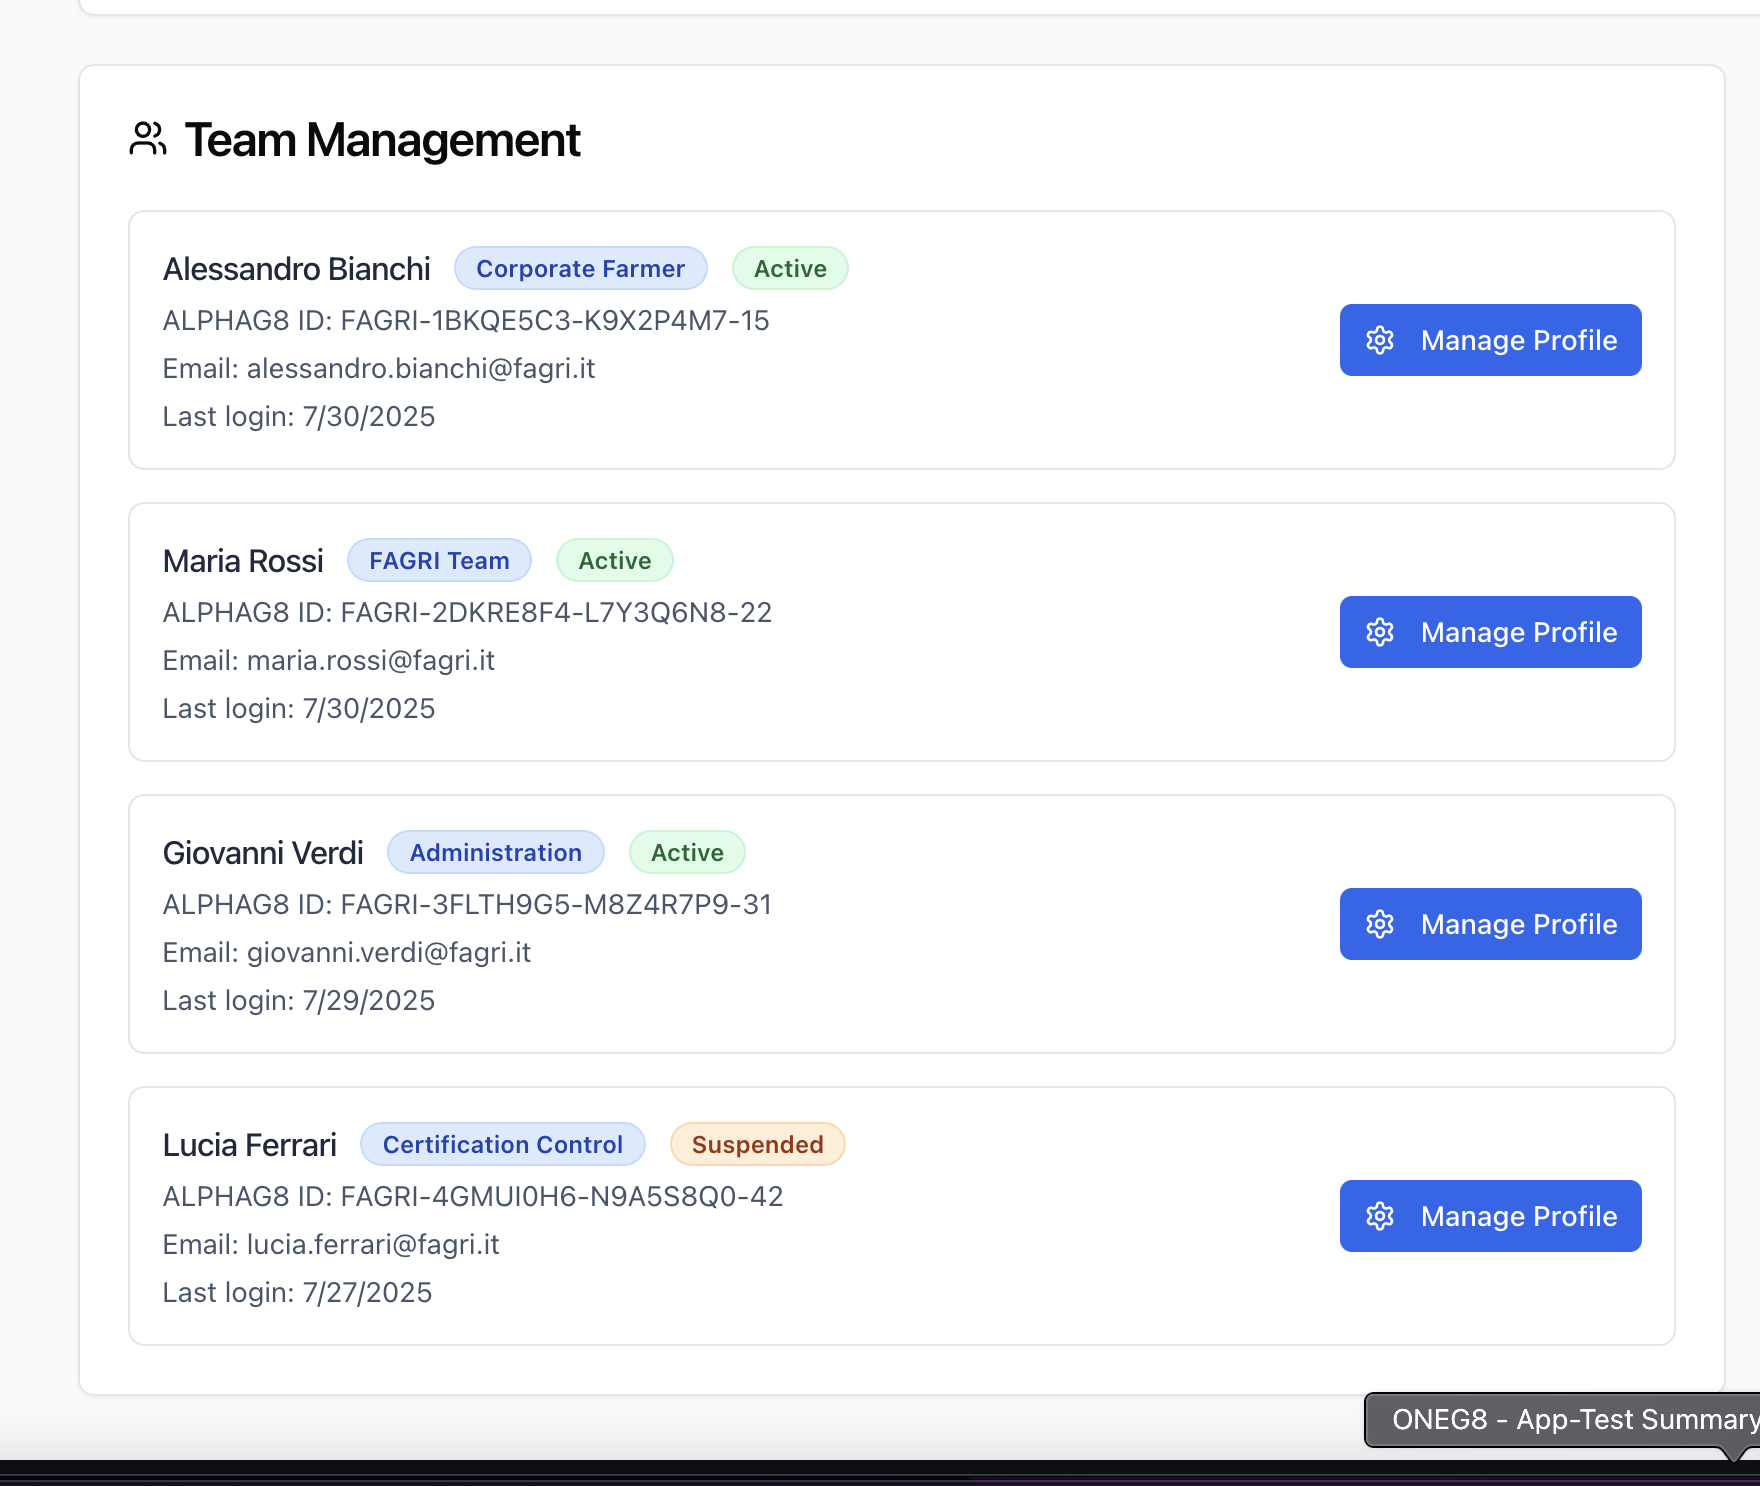 Team Management
Alessandro Bianchi Corporate Farmer Active
ALPHAG8 ID: FAGRI-1BKQE5C3-K9X2P4M7-15
Email: alessandro.bianchi@fagri.it
Last login: 7/30/2025
Manage Profile
Maria Rossi FAGRI Team Active
ALPHAG8 ID: FAGRI-2DKRE8F4-L7Y3Q6N8-22
Email: maria.rossi@fagri.it
Last login: 7/30/2025
Manage Profile
Giovanni Verdi Administration Active
ALPHAG8 ID: FAGRI-3FLTH9G5-M8Z4R7P9-31
Email: giovanni.verdi@fagri.it
Last login: 7/29/2025
Manage Profile
Lucia Ferrari Certification Control Suspended
ALPHAG8 ID: FAGRI-4GMUI0H6-N9A5S8Q0-42
Email: lucia.ferrari@fagri.it
Last login: 7/27/2025
Manage Profile
ONEG8 - App-Test Summary